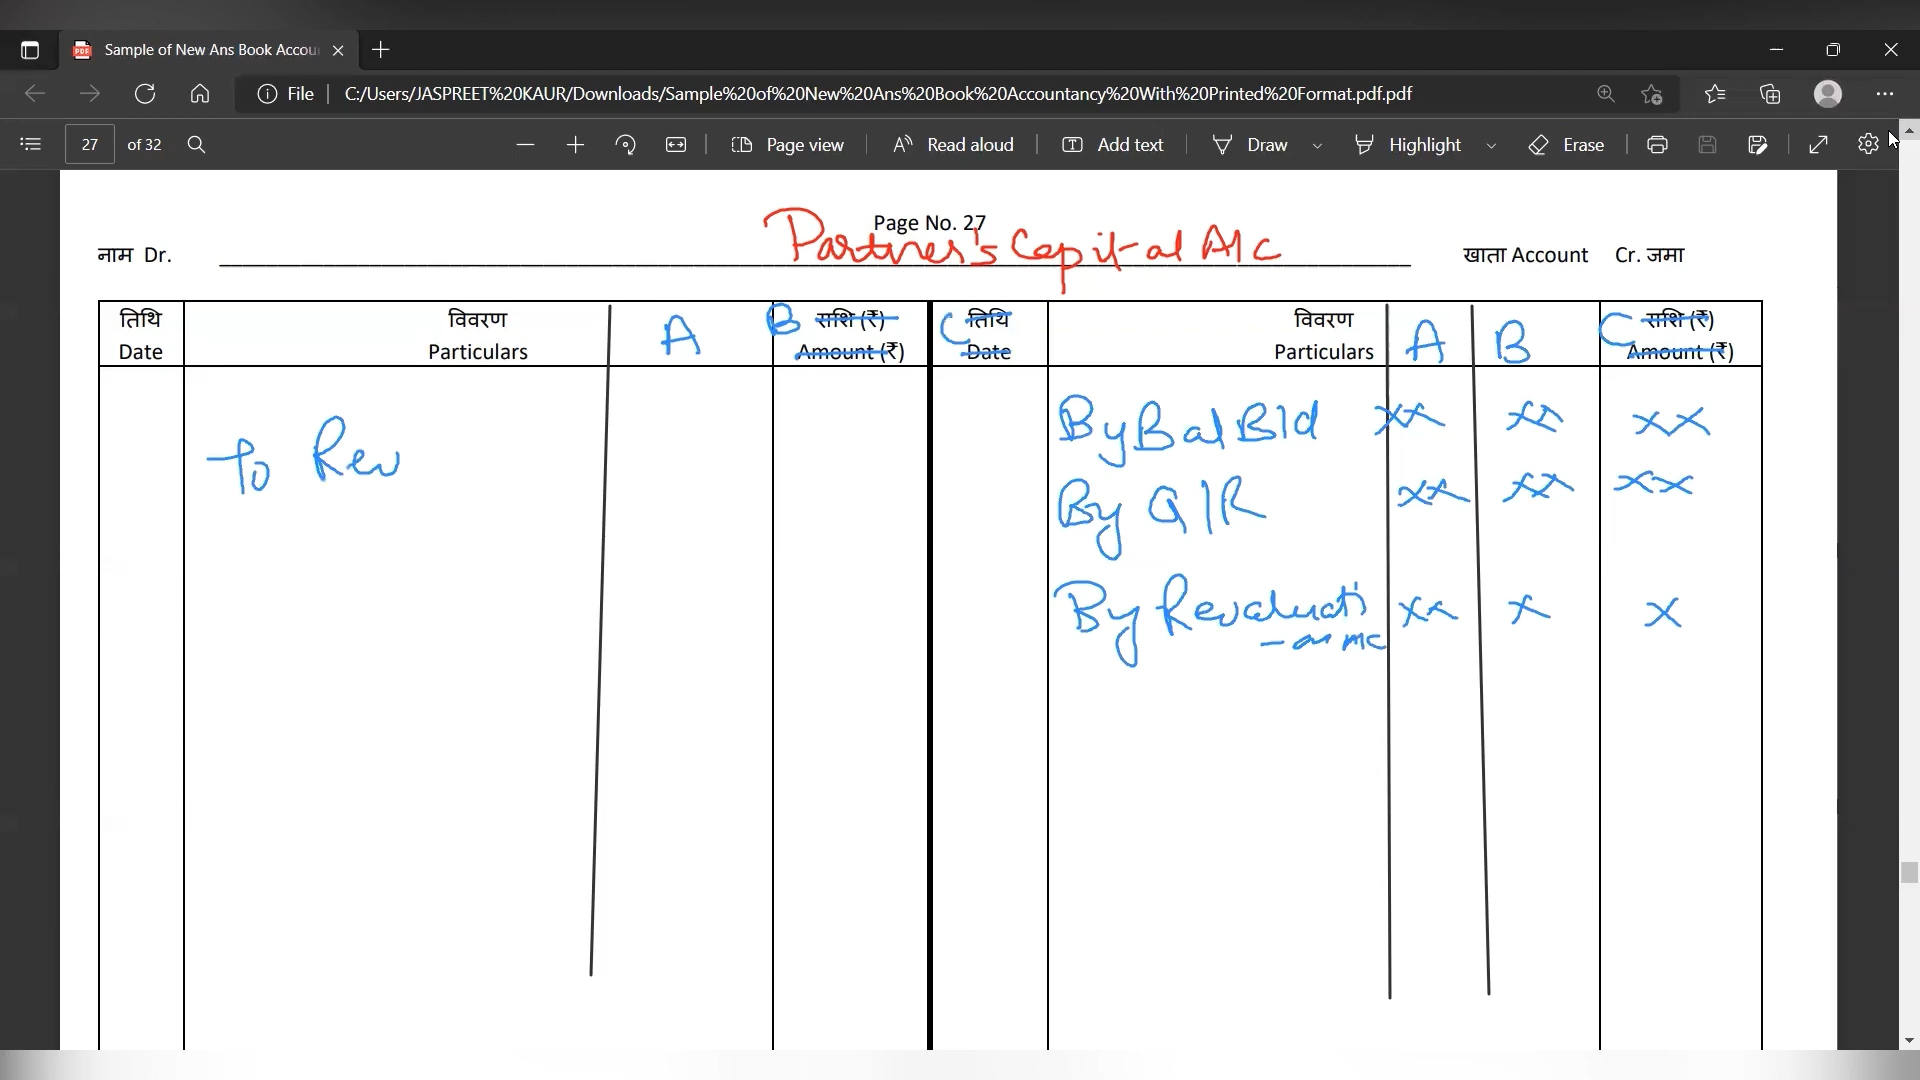 Sample of New Ans Book Accou
File C:/Users/JASPREET%20KAUR/Downloads/Sample%20of%20New%20Ans%20Book%20Accountancy%20With%20Printed%20Format.pdf.pdf
27 of 32 Page view Read aloud Add text Draw Highlight Erase
Page No. 27
Partner's Capital A/c
नाम Dr. खाता Account Cr. जमा
तिथि विवरण A B राशि (₹) C तिथि विवरण A B C राशि (₹)
Date Particulars Amount (₹) Date Particulars Amount (₹)
By Bal B/d xx xx xx
To Rev
By G/R xx xx xx
By Revaluati xx x x